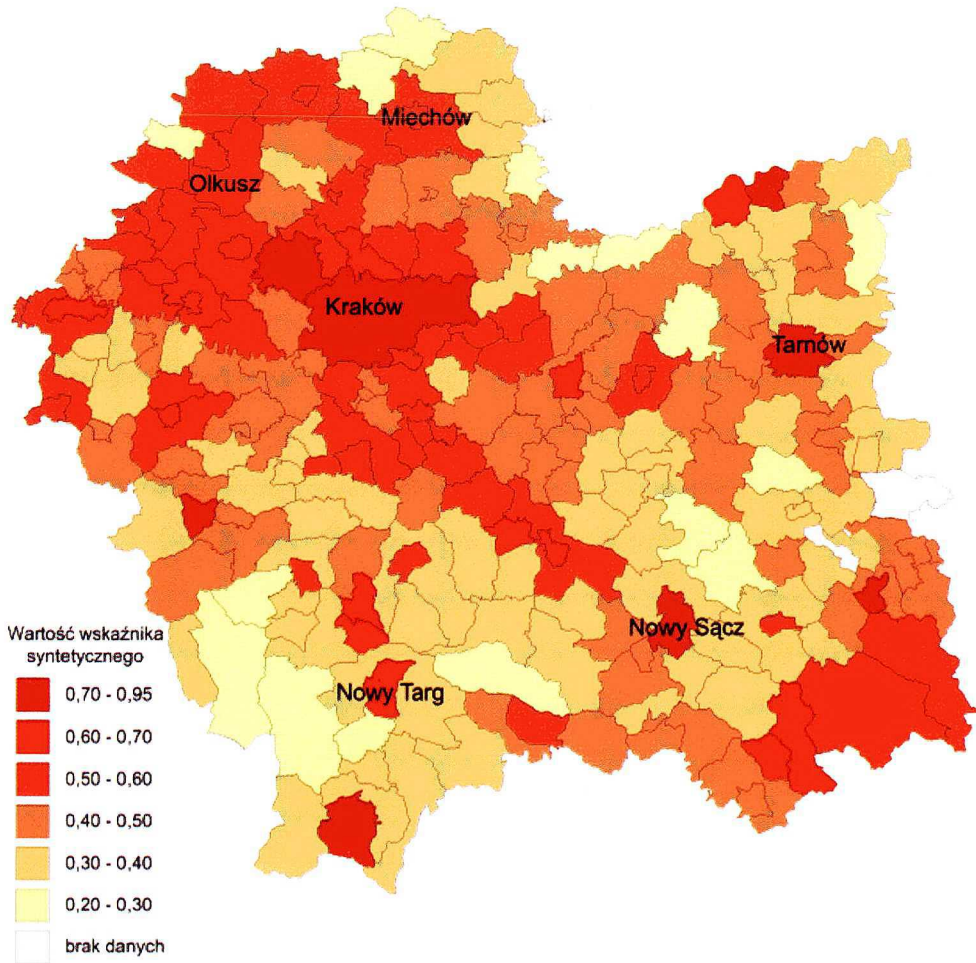 Miechów
Olkusz
Kraków
Tarnów
Nowy Sącz
Nowy Targ
Wartość wskaźnika
syntetycznego
0,70 - 0,95
0,60 - 0,70
0,50 - 0,60
0,40 - 0,50
0,30 - 0,40
0,20 - 0,30
brak danych